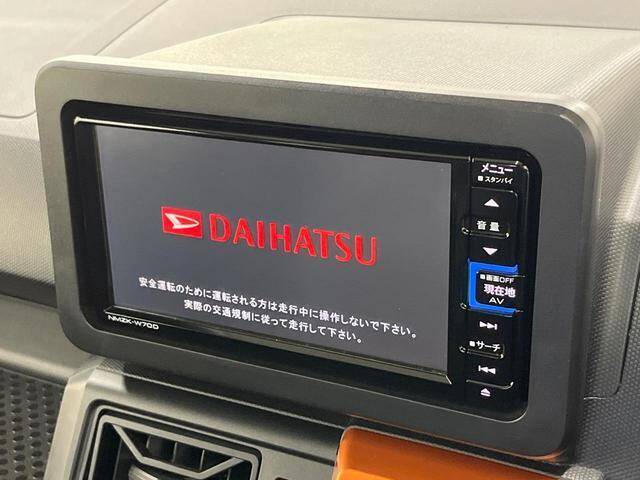 メニュー
スタンバイ
音量
画面OFF
現在地
AV
サーチ
DAIHATSU
安全運転のために運転される方は走行中に操作しないで下さい。
実際の交通規制に従って走行して下さい。
NMZK-W70D